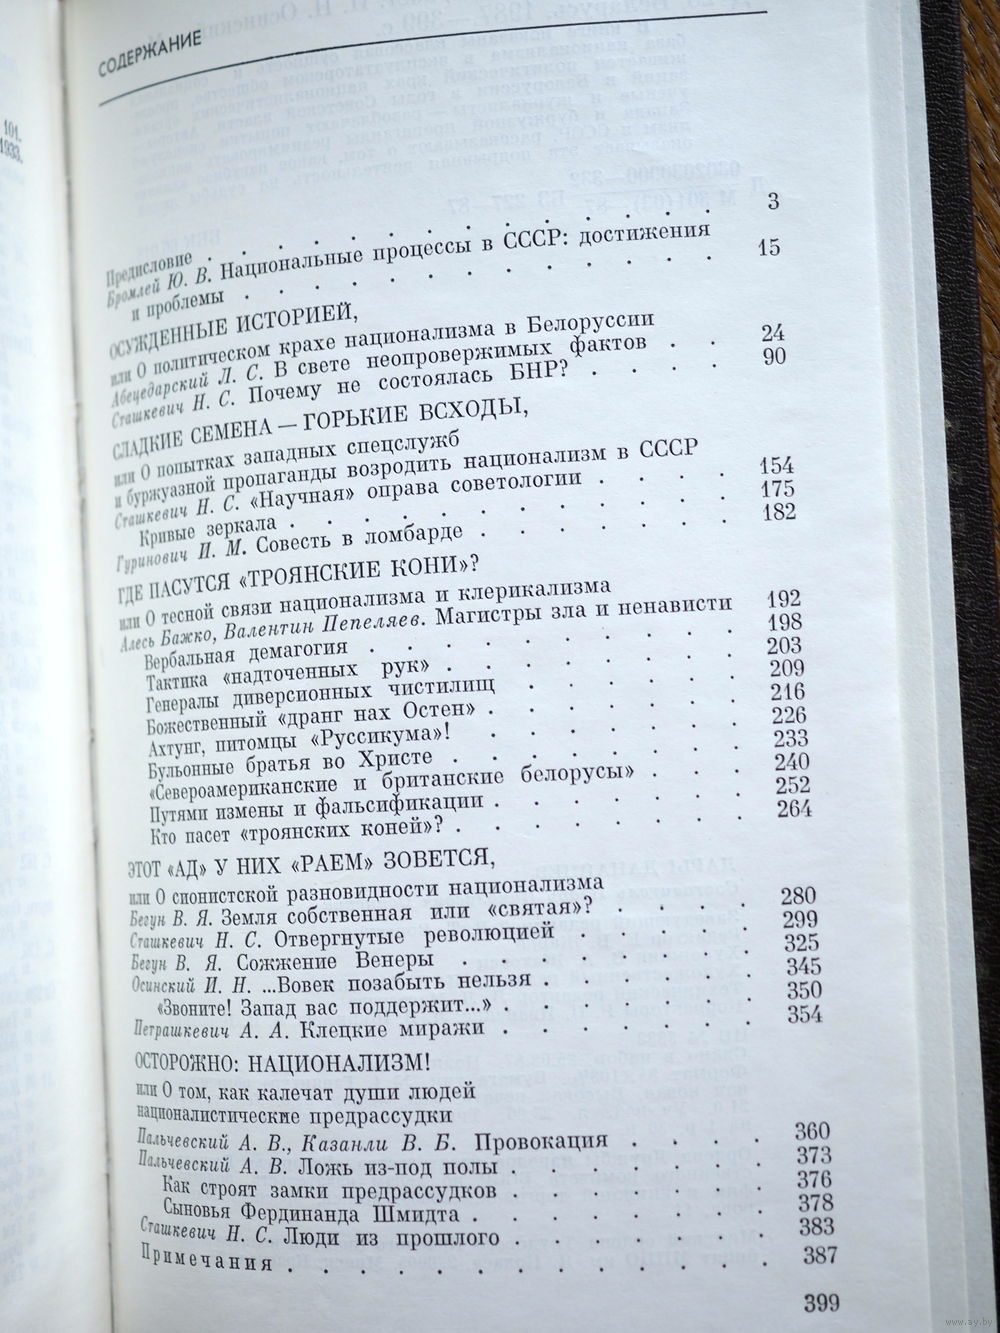 СОДЕРЖАНИЕ
101.
1933.
Предисловие . . . . . . . . . . . . . 3
Бромлей Ю. В. Национальные процессы в СССР: достижения
и проблемы . . . . . . . . . . . . 15
ОСУЖДЕННЫЕ ИСТОРИЕЙ,
или О политическом крахе национализма в Белоруссии
Абецедарский Л. С. В свете неопровержимых фактов . . 24
Сташкевич Н. С. Почему не состоялась БНР? . . . . 90
СЛАДКИЕ СЕМЕНА — ГОРЬКИЕ ВСХОДЫ,
или О попытках западных спецслужб
и буржуазной пропаганды возродить национализм в СССР
Сташкевич Н. С. «Научная» оправа советологии . . . . 154
Кривые зеркала . . . . . . . . . . . 175
Гуринович И. М. Совесть в ломбарде . . . . . . . 182
ГДЕ ПАСУТСЯ «ТРОЯНСКИЕ КОНИ»?
или О тесной связи национализма и клерикализма
Алесь Бажко, Валентин Пепеляев. Магистры зла и ненависти 192
Вербальная демагогия . . . . . . . . . . 198
Тактика «надточенных рук» . . . . . . . . 203
Генералы диверсионных чистилищ . . . . . . 209
Божественный «дранг нах Остен» . . . . . . . 216
Ахтунг, питомцы «Руссикума»! . . . . . . . 226
Бульонные братья во Христе . . . . . . . . 233
«Североамериканские и британские белорусы» . . . 240
Путями измены и фальсификации . . . . . . . 252
Кто пасет «троянских коней»? . . . . . . . . 264
ЭТОТ «АД» У НИХ «РАЕМ» ЗОВЕТСЯ,
или О сионистской разновидности национализма
Бегун В. Я. Земля собственная или «святая»? . . . . 280
Сташкевич Н. С. Отвергнутые революцией . . . . . 299
Бегун В. Я. Сожжение Венеры . . . . . . . . 325
Осинский И. Н. ...Вовек позабыть нельзя . . . . . . 345
«Звоните! Запад вас поддержит...» . . . . . . . 350
Петрашкевич А. А. Клецкие миражи . . . . . . . 354
ОСТОРОЖНО: НАЦИОНАЛИЗМ!
или О том, как калечат души людей
националистические предрассудки
Пальчевский А. В., Казанли В. Б. Провокация . . . . 360
Пальчевский А. В. Ложь из-под полы . . . . . . . 373
Как строят замки предрассудков . . . . . . . 376
Сыновья Фердинанда Шмидта . . . . . . . . 378
Сташкевич Н. С. Люди из прошлого . . . . . . . 383
Примечания . . . . . . . . . . . . . 387
399
www.ay.by